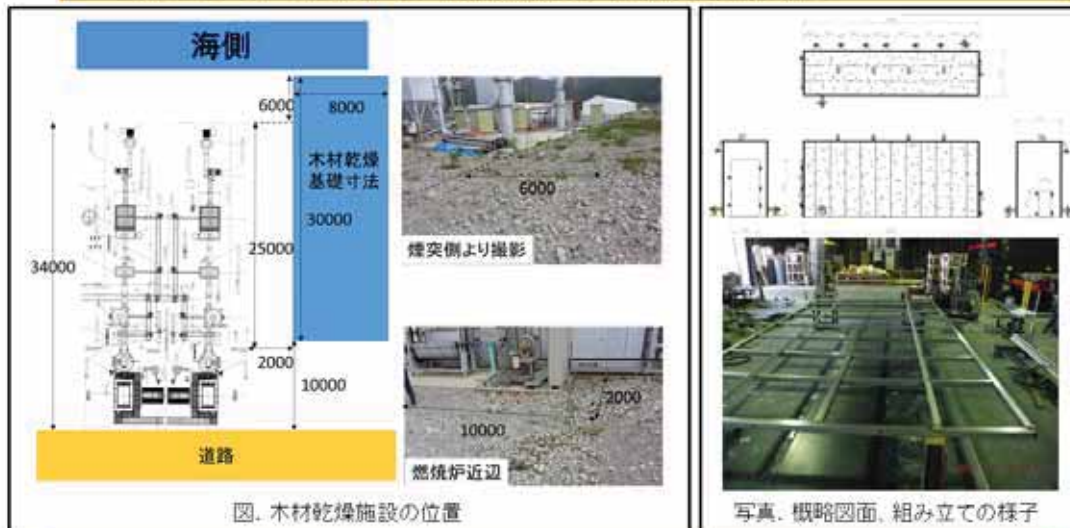 海側
6000
8000
木材乾燥
基礎寸法
30000
25000
34000
2000
10000
道路
図. 木材乾燥施設の位置
6000
煙突側より撮影
2000
10000
燃焼炉近辺
写真. 概略図面、組み立ての様子